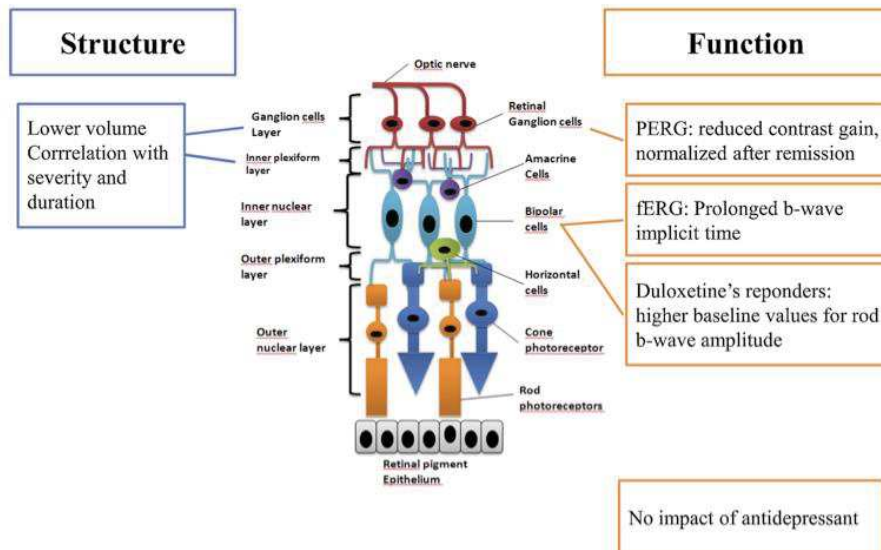 Structure
Function
Optic nerve
Ganglion cells
Layer
Inner plexiform
layer
Inner nuclear
layer
Outer plexiform
layer
Outer
nuclear layer
Retinal
Ganglion cells
Amacrine
Cells
Bipolar
cells
Horizontal
cells
Cone
photoreceptor
Rod
photoreceptors
Retinal pigment
Epithelium
Lower volume
Corrrelation with
severity and
duration
PERG: reduced contrast gain,
normalized after remission
fERG: Prolonged b-wave
implicit time
Duloxetine’s reponders:
higher baseline values for rod
b-wave amplitude
No impact of antidepressant